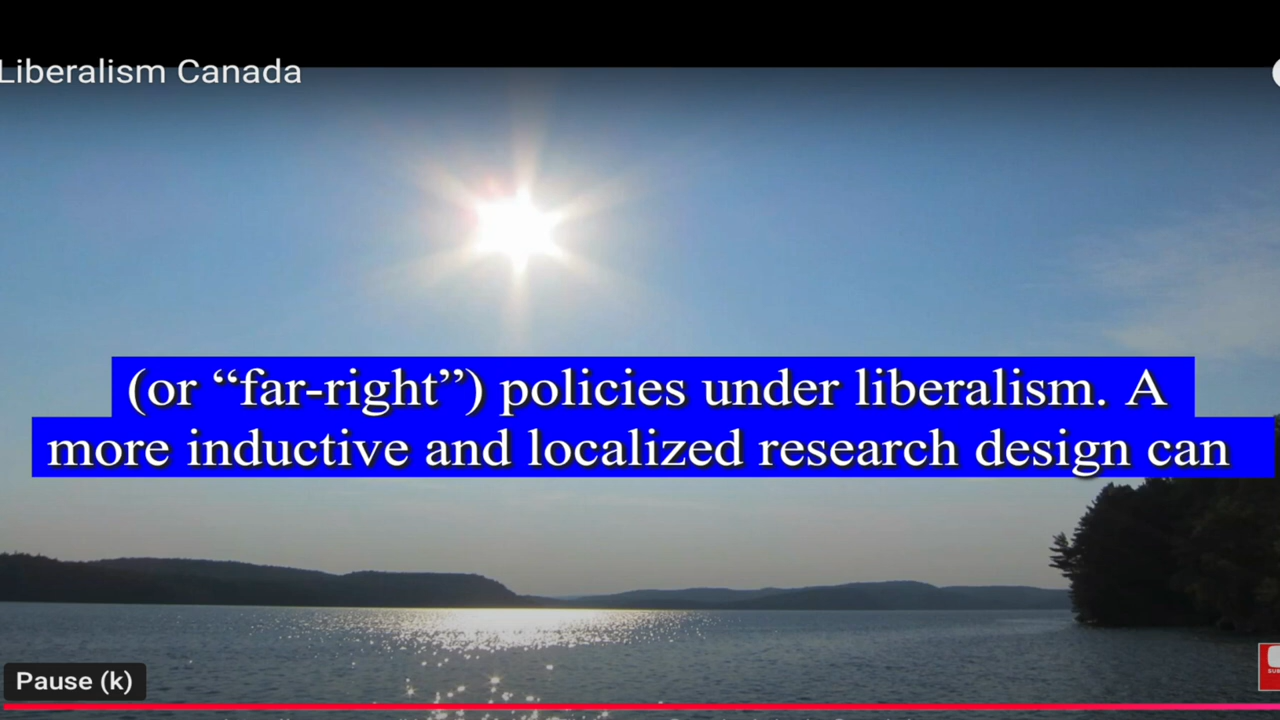 Liberalism Canada
(or “far-right”) policies under liberalism. A
more inductive and localized research design can
Pause (k)